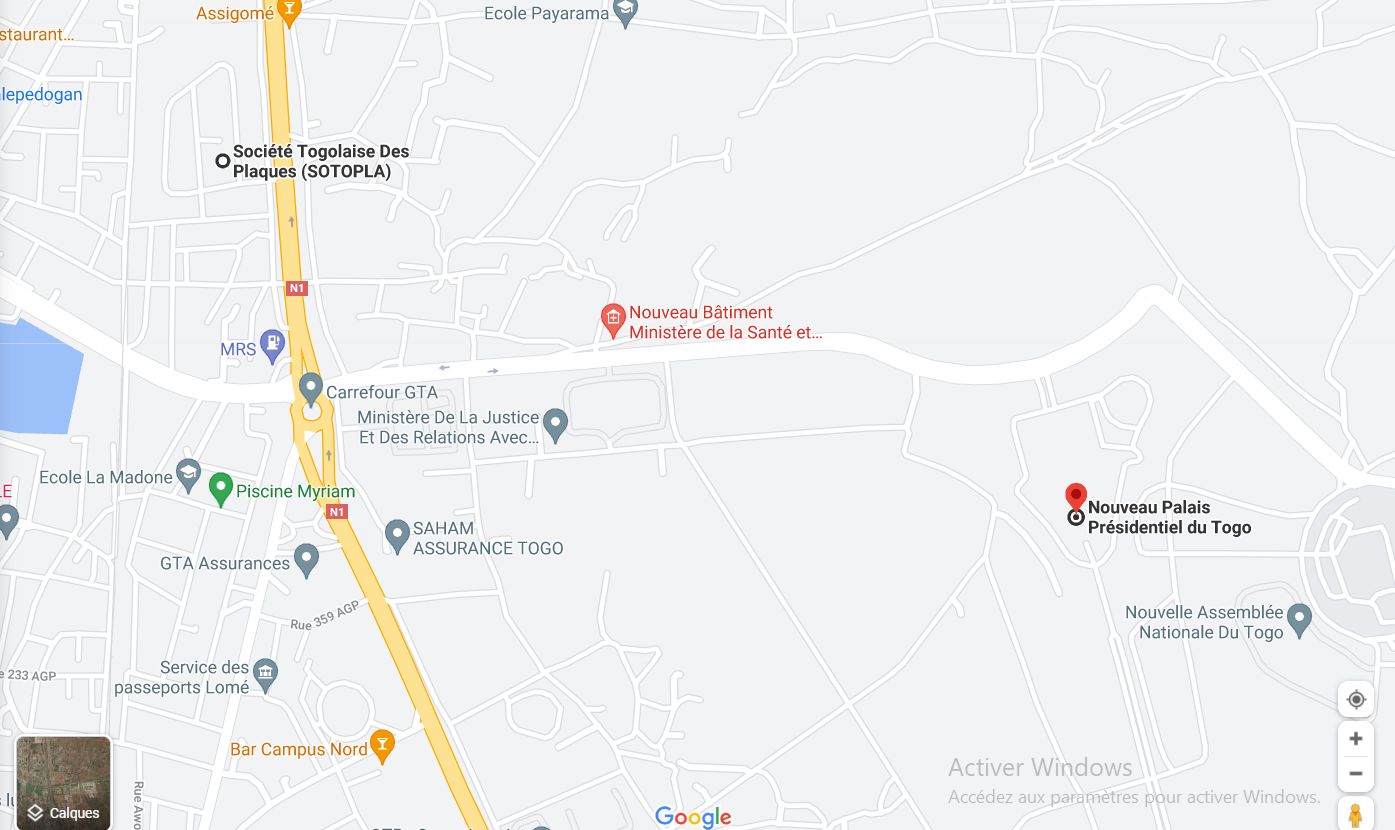 Assigomé
Ecole Payarama
staurant...
lepedogan
Société Togolaise Des
Plaques (SOTOPLA)
N1
Nouveau Bâtiment
Ministère de la Santé et...
MRS
Carrefour GTA
Ministère De La Justice
Et Des Relations Avec...
Ecole La Madone
LE
Piscine Myriam
N1
Nouveau Palais
Présidentiel du Togo
SAHAM
ASSURANCE TOGO
GTA Assurances
Rue 359 AGP
Nouvelle Assemblée
Nationale Du Togo
Service des
passeports Lomé
e 233 AGP
Bar Campus Nord
Rue Awo
Activer Windows
Accédez aux paramètres pour activer Windows.
Calques
Google